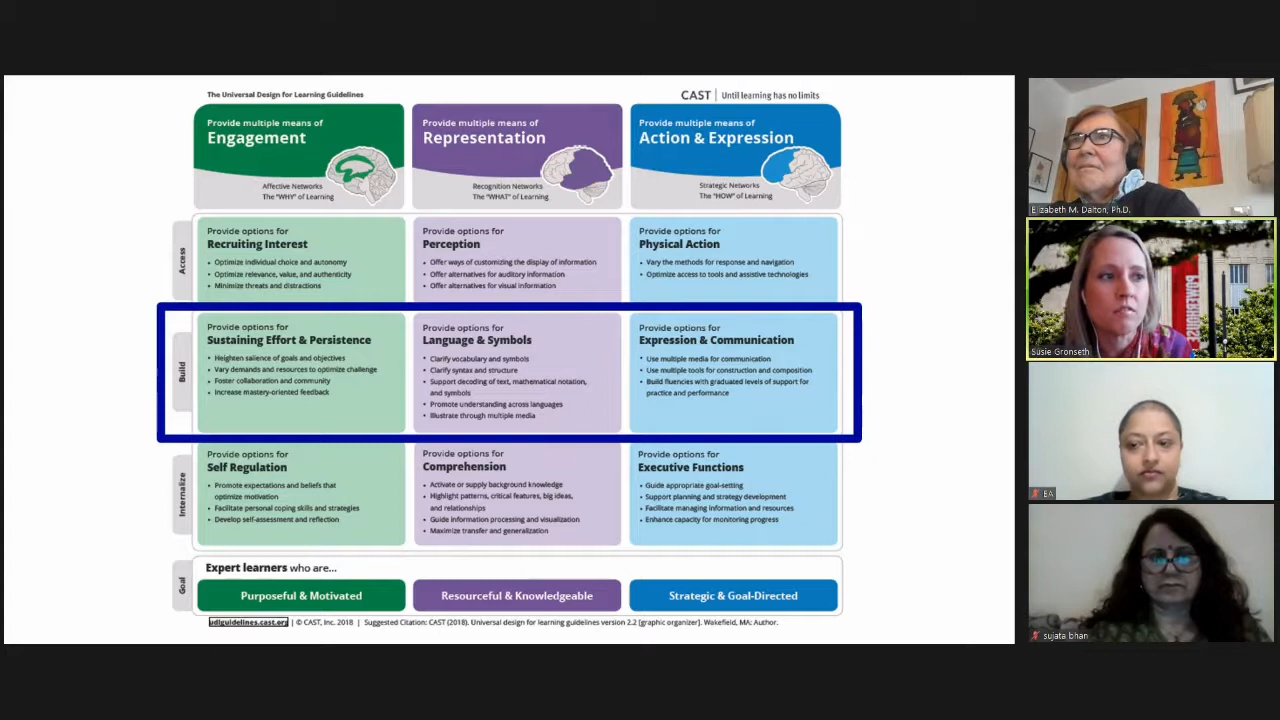 The Universal Design for Learning Guidelines
CAST | Until learning has no limits
Provide multiple means of
Engagement
Affective Networks
The "WHY" of Learning
Provide multiple means of
Representation
Recognition Networks
The "WHAT" of Learning
Provide multiple means of
Action & Expression
Strategic Networks
The "HOW" of Learning
Access
Provide options for
Recruiting Interest
• Optimize individual choice and autonomy
• Optimize relevance, value, and authenticity
• Minimize threats and distractions
Provide options for
Perception
• Offer ways of customizing the display of information
• Offer alternatives for auditory information
• Offer alternatives for visual information
Provide options for
Physical Action
• Vary the methods for response and navigation
• Optimize access to tools and assistive technologies
Build
Provide options for
Sustaining Effort & Persistence
• Heighten salience of goals and objectives
• Vary demands and resources to optimize challenge
• Foster collaboration and community
• Increase mastery-oriented feedback
Provide options for
Language & Symbols
• Clarify vocabulary and symbols
• Clarify syntax and structure
• Support decoding of text, mathematical notation,
and symbols
• Promote understanding across languages
• Illustrate through multiple media
Provide options for
Expression & Communication
• Use multiple media for communication
• Use multiple tools for construction and composition
• Build fluencies with graduated levels of support for
practice and performance
Internalize
Provide options for
Self Regulation
• Promote expectations and beliefs that
optimize motivation
• Facilitate personal coping skills and strategies
• Develop self-assessment and reflection
Provide options for
Comprehension
• Activate or supply background knowledge
• Highlight patterns, critical features, big ideas,
and relationships
• Guide information processing and visualization
• Maximize transfer and generalization
Provide options for
Executive Functions
• Guide appropriate goal-setting
• Support planning and strategy development
• Facilitate managing information and resources
• Enhance capacity for monitoring progress
Goal
Expert learners who are...
Purposeful & Motivated
Resourceful & Knowledgeable
Strategic & Goal-Directed
udlguidelines.cast.org | © CAST, Inc. 2018 | Suggested Citation: CAST (2018). Universal design for learning guidelines version 2.2 [graphic organizer]. Wakefield, MA: Author.
Elizabeth M. Dalton, Ph.D.
Susie Gronseth
EA
sujata bhan